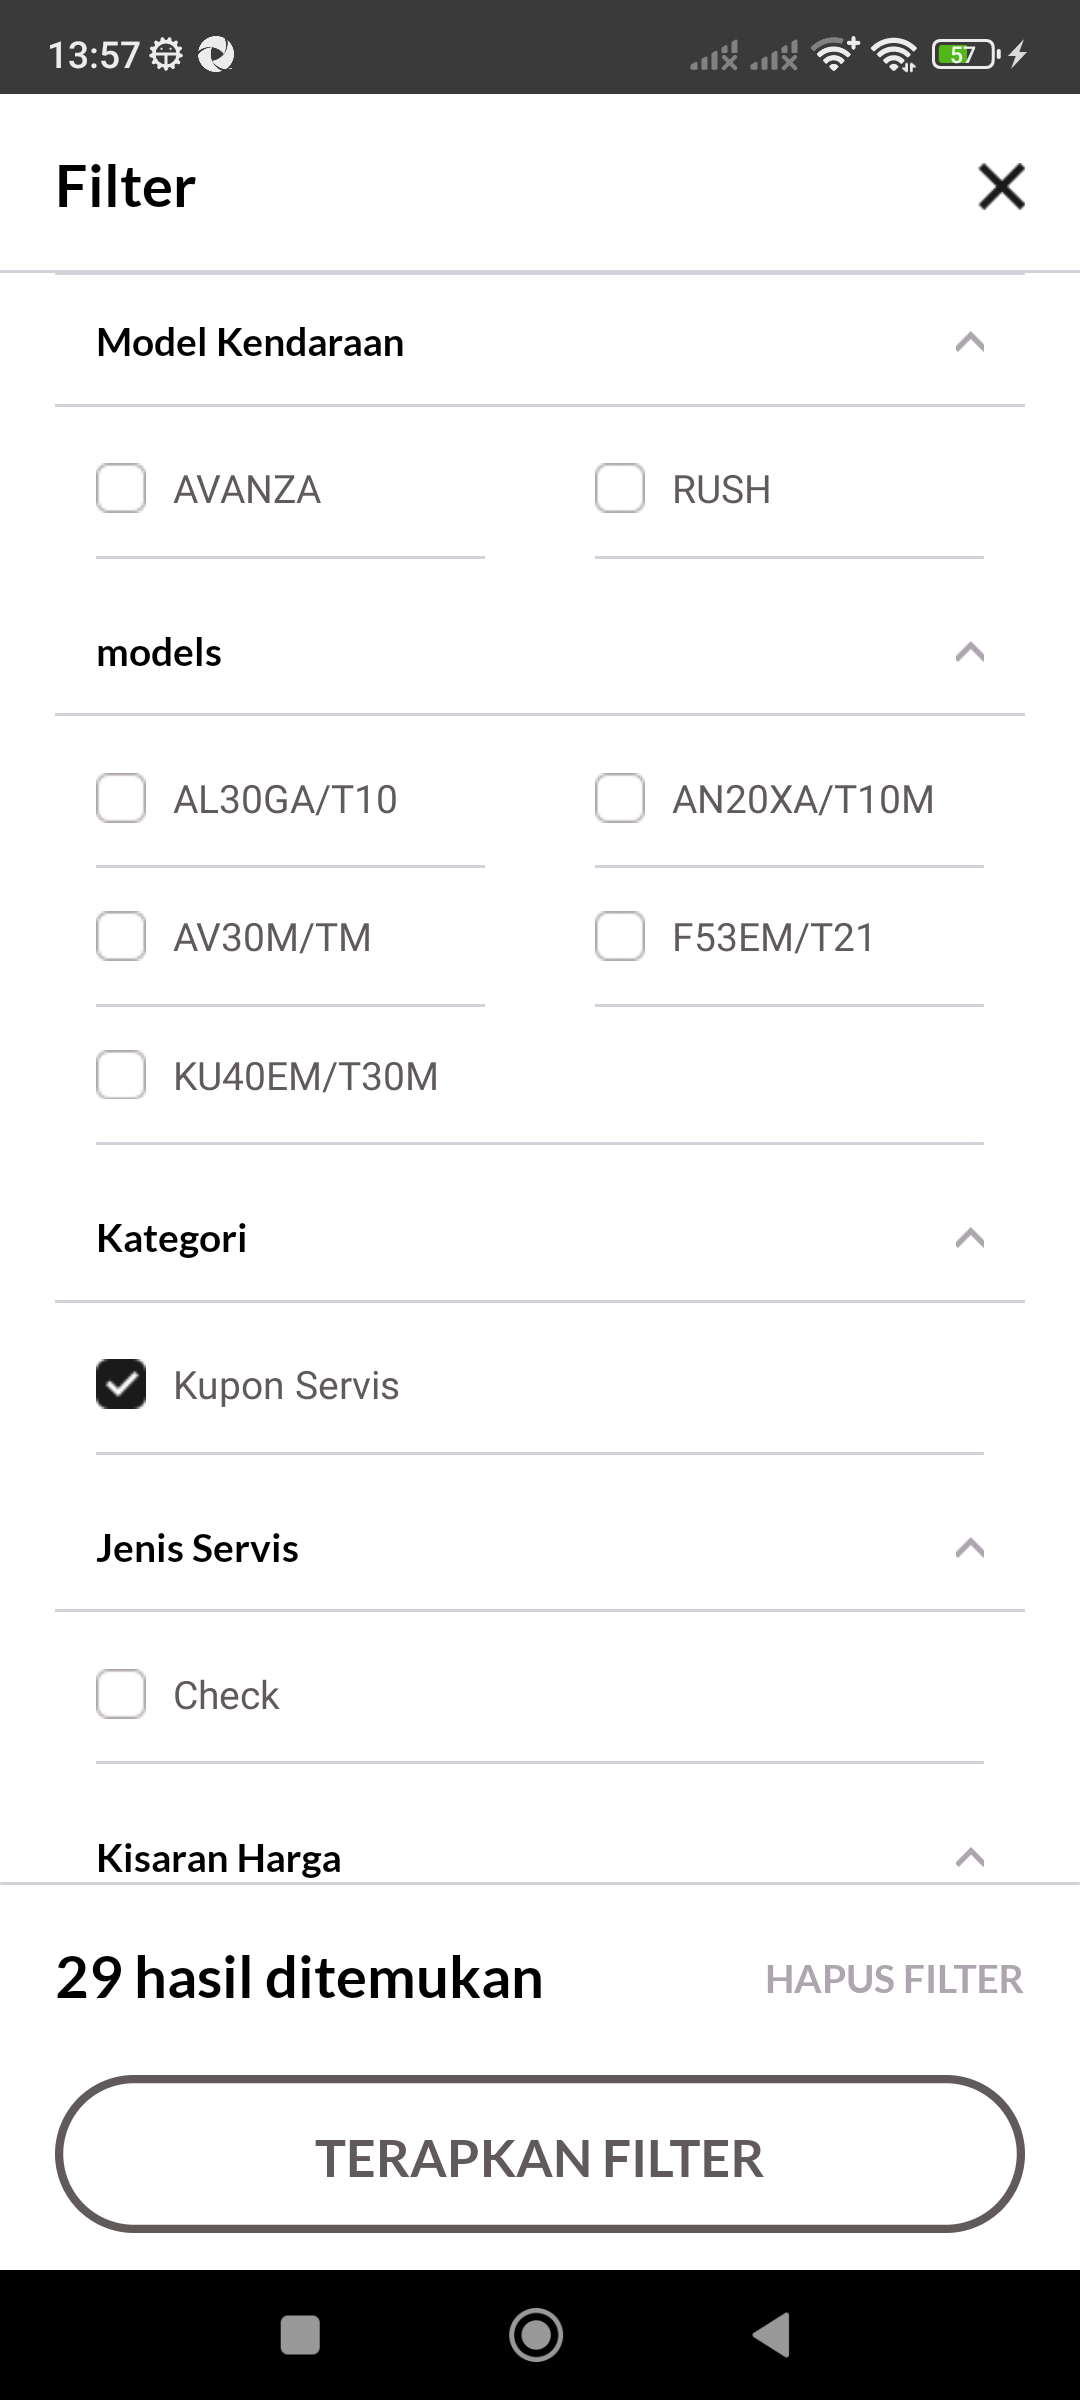 13:57
57
Filter
Model Kendaraan
AVANZA
RUSH
models
AL30GA/T10
AN20XA/T10M
AV30M/TM
F53EM/T21
KU40EM/T30M
Kategori
Kupon Servis
Jenis Servis
Check
Kisaran Harga
29 hasil ditemukan
HAPUS FILTER
TERAPKAN FILTER